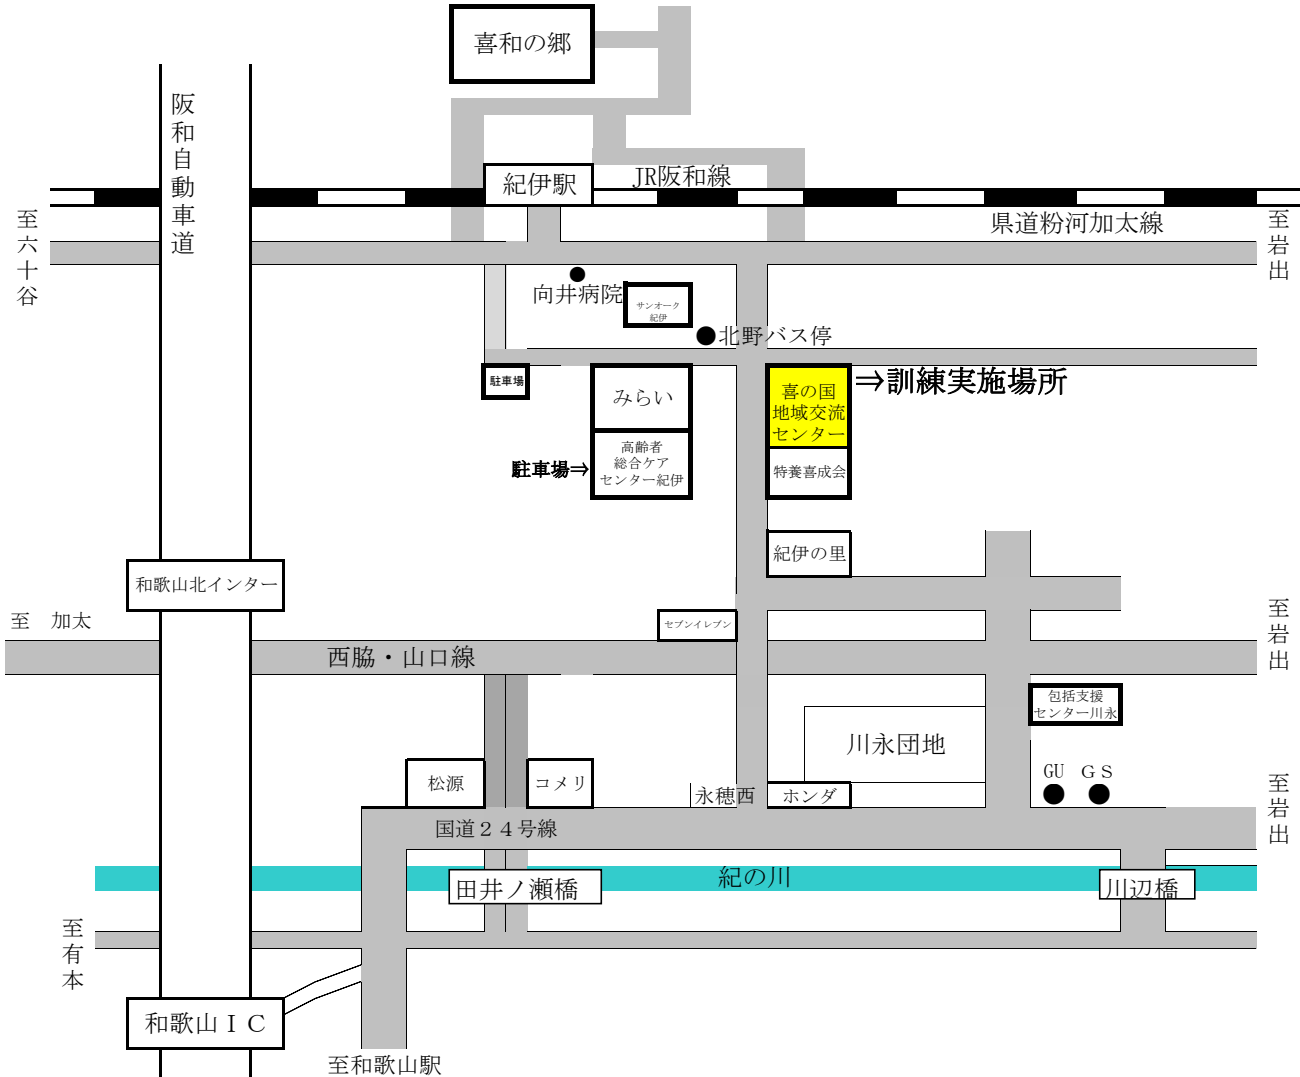 喜和の郷
阪和自動車道
紀伊駅
JR阪和線
県道粉河加太線
至六十谷
至岩出
向井病院
サンオーク
紀伊
●北野バス停
駐車場
みらい
喜の国
地域交流
センター
⇒訓練実施場所
高齢者
総合ケア
センター紀伊
駐車場⇒
特養喜成会
紀伊の里
和歌山北インター
至　加太
セブンイレブン
至岩出
西脇・山口線
包括支援
センター川永
川永団地
松源
コメリ
永穂西
ホンダ
GU
ＧＳ
至岩出
国道２４号線
紀の川
田井ノ瀬橋
川辺橋
至有本
和歌山ＩＣ
至和歌山駅